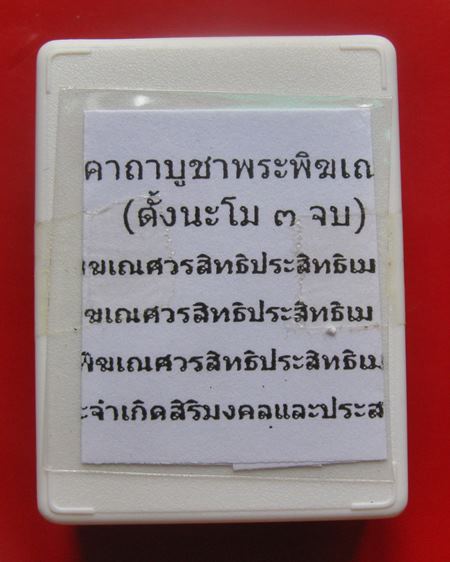 คาถาบูชาพระพิฆเณ
(ตั้งนะโม ๓ จบ)
ฆเณศวรสิทธิประสิทธิเม
ฆเณศวรสิทธิประสิทธิเม
พิฆเณศวรสิทธิประสิทธิเม
ะจำเกิดสิริมงคลและประส